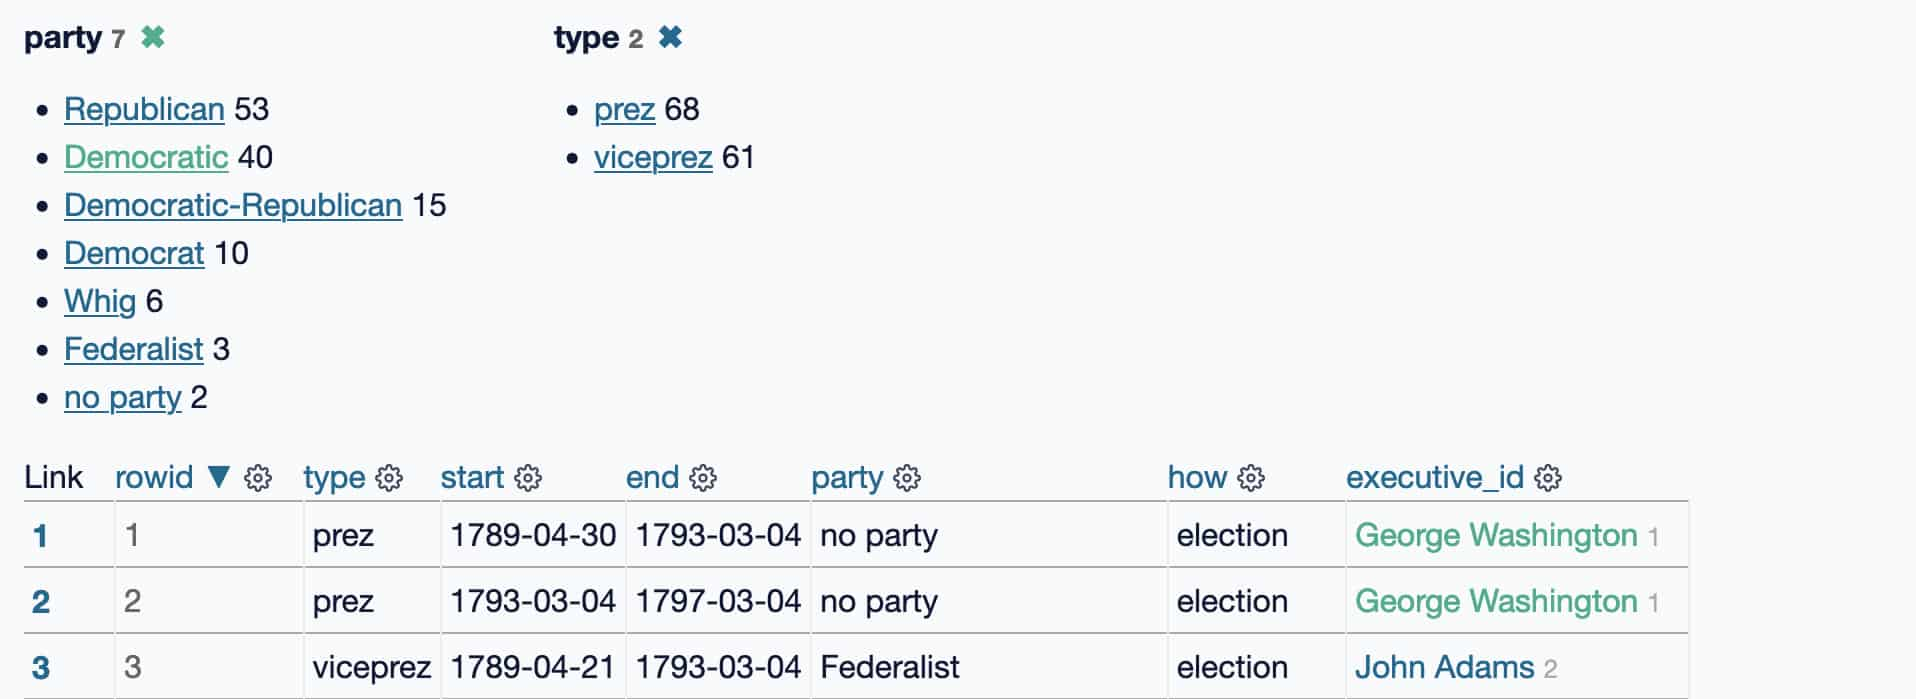 party 7 ✖
Republican 53
Democratic 40
Democratic-Republican 15
Democrat 10
Whig 6
Federalist 3
no party 2
type 2 ✖
prez 68
viceprez 61
Link rowid ▼ type start end party how executive_id
1 1 prez 1789-04-30 1793-03-04 no party election George Washington 1
2 2 prez 1793-03-04 1797-03-04 no party election George Washington 1
3 3 viceprez 1789-04-21 1793-03-04 Federalist election John Adams 2